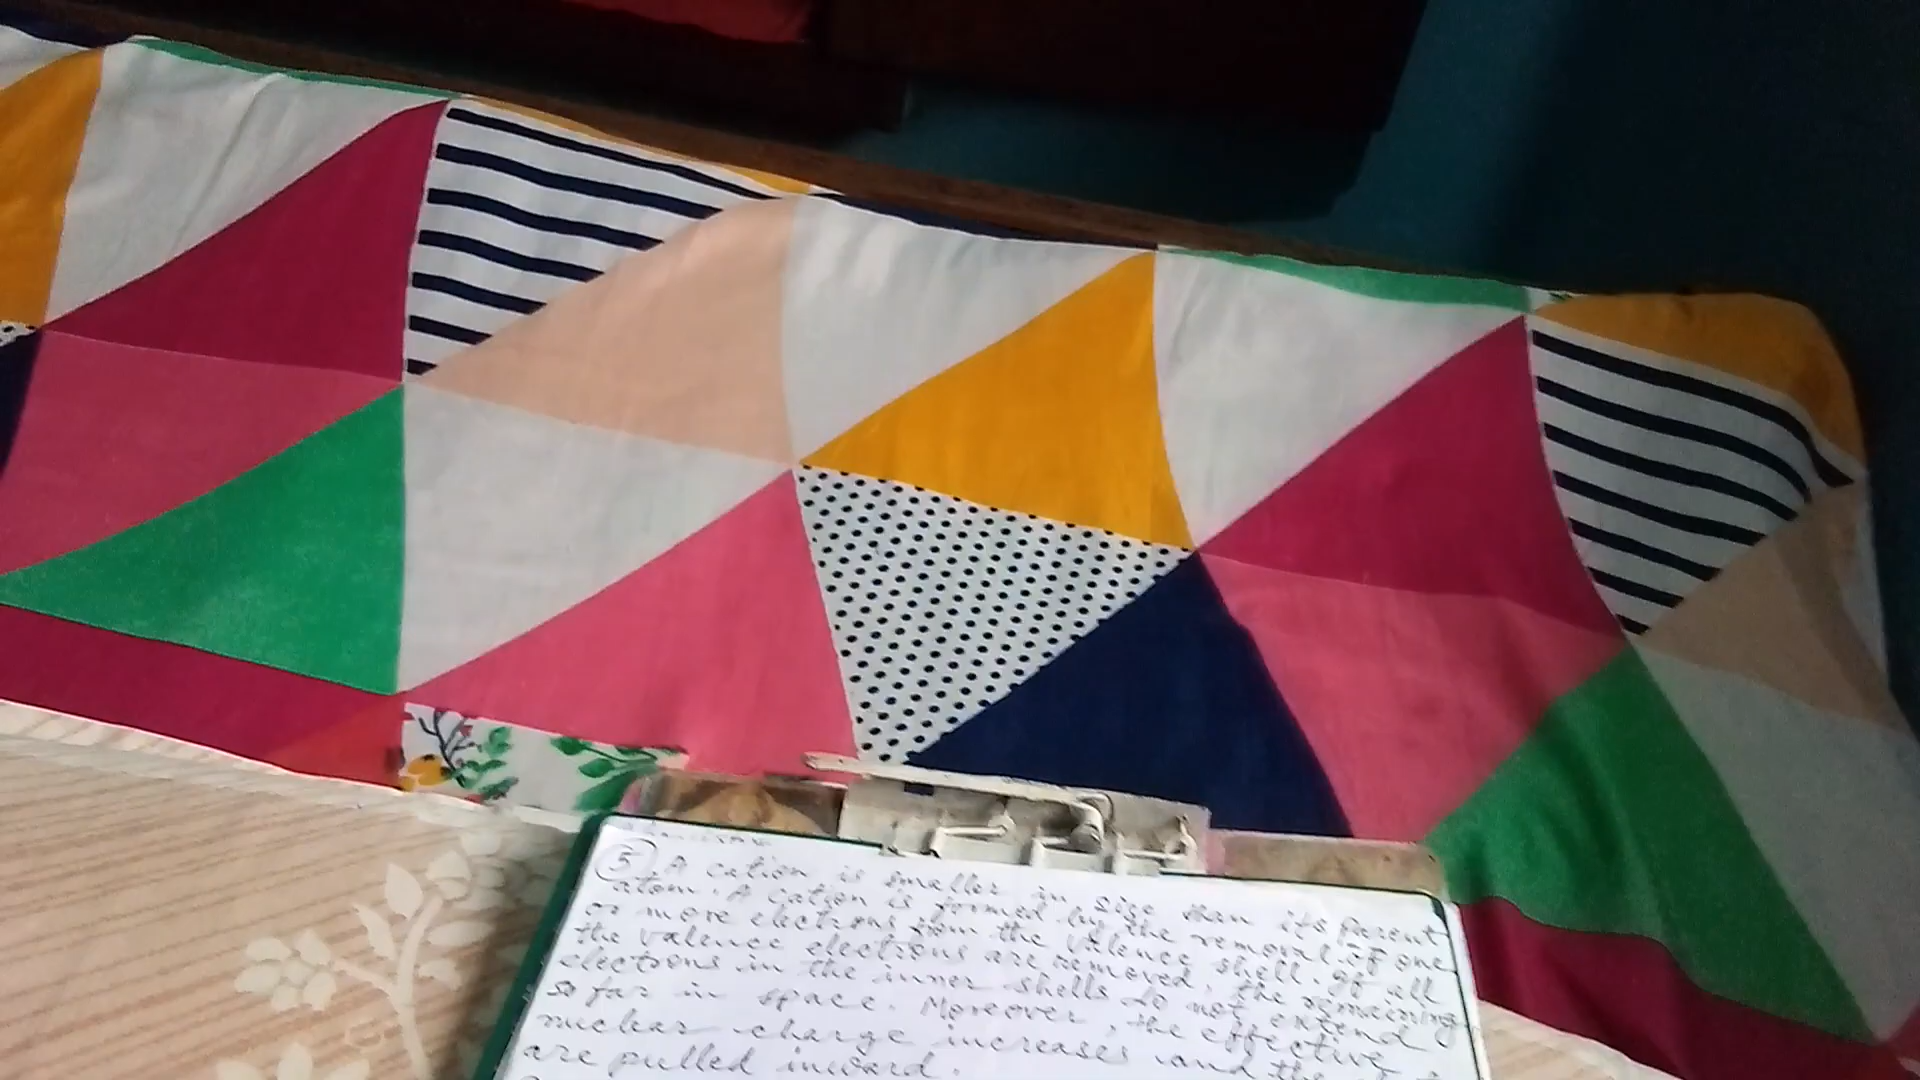 (5) A cation is smaller in size than its parent
atom. A cation is formed by the removal of one
or more electrons from the valence shell. If all
the valence electrons are removed, the remaining
electrons in the inner shells do not extend
so far in space. Moreover, the effective
nuclear charge increases and the
are pulled inward.